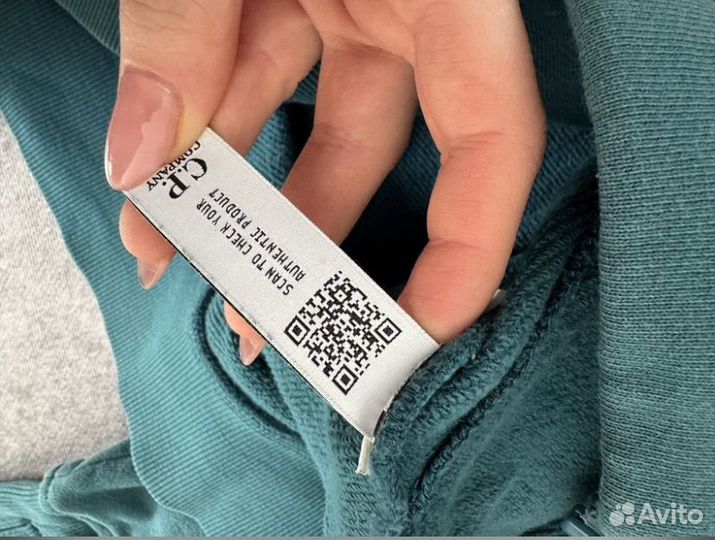 C.P.
COMPANY
SCAN TO CHECK YOUR
AUTHENTIC PRODUCT
Avito